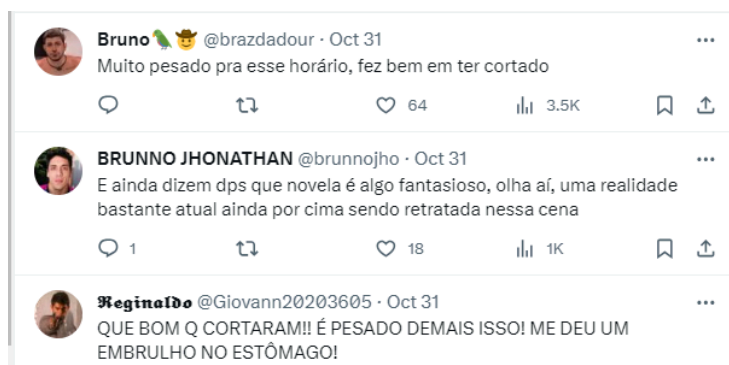 Bruno🦜🤠 @brazdadour · Oct 31
Muito pesado pra esse horário, fez bem em ter cortado
64 3.5K
BRUNNO JHONATHAN @brunnojho · Oct 31
E ainda dizem dps que novela é algo fantasioso, olha aí, uma realidade
bastante atual ainda por cima sendo retratada nessa cena
1 18 1K
𝕽𝖊𝖌𝖎𝖓𝖆𝖑𝖉𝖔 @Giovann20203605 · Oct 31
QUE BOM Q CORTARAM!! É PESADO DEMAIS ISSO! ME DEU UM
EMBRULHO NO ESTÔMAGO!